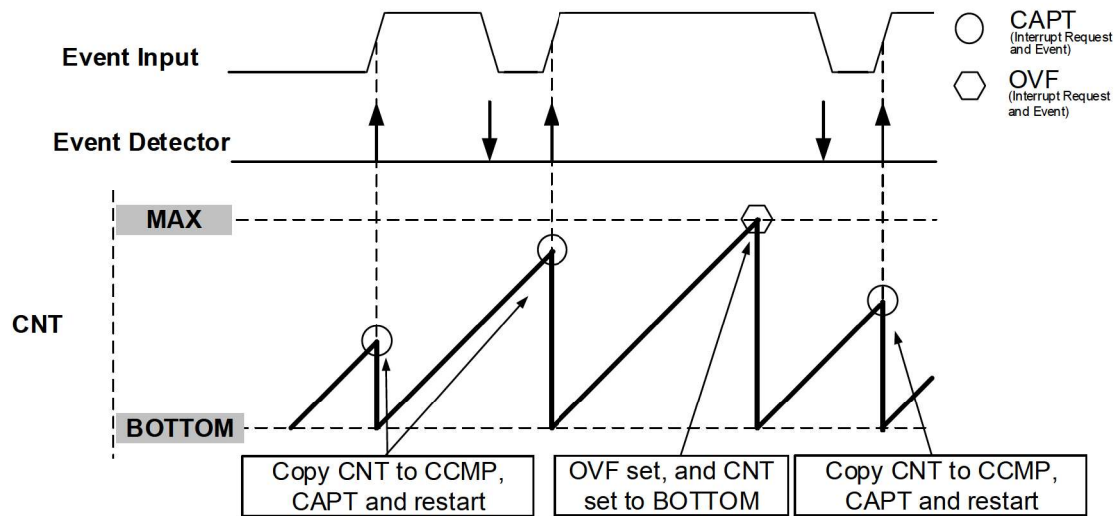 CAPT
(Interrupt Request
and Event)
Event Input
OVF
(Interrupt Request
and Event)
Event Detector
MAX
CNT
BOTTOM
Copy CNT to CCMP,
CAPT and restart
OVF set, and CNT
set to BOTTOM
Copy CNT to CCMP,
CAPT and restart